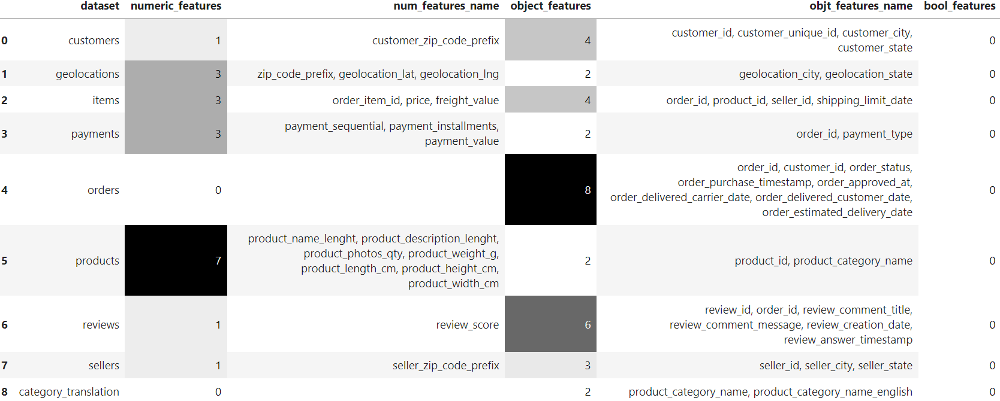 dataset numeric_features num_features_name object_features objt_features_name bool_features
0 customers 1 customer_zip_code_prefix 4 customer_id, customer_unique_id, customer_city,
customer_state 0
1 geolocations 3 zip_code_prefix, geolocation_lat, geolocation_lng 2 geolocation_city, geolocation_state 0
2 items 3 order_item_id, price, freight_value 4 order_id, product_id, seller_id, shipping_limit_date 0
3 payments 3 payment_sequential, payment_installments,
payment_value 2 order_id, payment_type 0
4 orders 0 8 order_id, customer_id, order_status,
order_purchase_timestamp, order_approved_at,
order_delivered_carrier_date, order_delivered_customer_date,
order_estimated_delivery_date 0
5 products 7 product_name_lenght, product_description_lenght,
product_photos_qty, product_weight_g,
product_length_cm, product_height_cm,
product_width_cm 2 product_id, product_category_name 0
6 reviews 1 review_score 6 review_id, order_id, review_comment_title,
review_comment_message, review_creation_date,
review_answer_timestamp 0
7 sellers 1 seller_zip_code_prefix 3 seller_id, seller_city, seller_state 0
8 category_translation 0 2 product_category_name, product_category_name_english 0